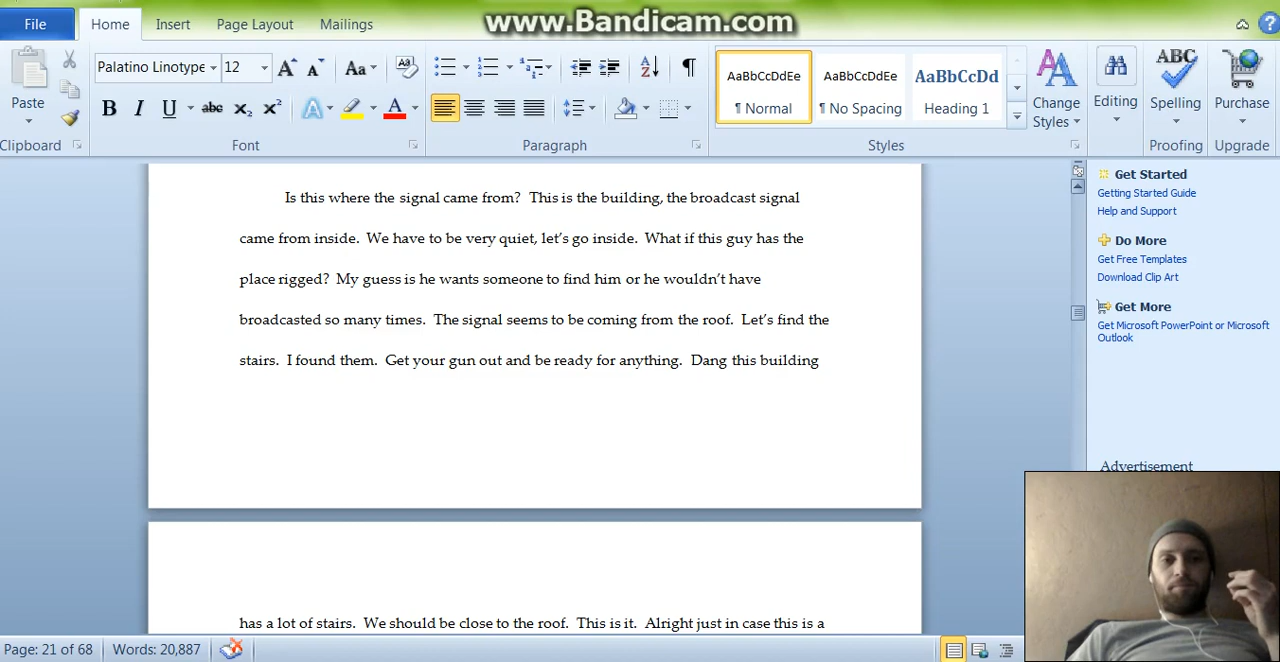 www.Bandicam.com
File Home Insert Page Layout Mailings
Paste
Palatino Linotype 12
Aa
B I U abc X₂ X² A A
A Z ¶
AaBbCcDdEe AaBbCcDdEe AaBbCcDd
¶ Normal ¶ No Spacing Heading 1
Change Styles
Editing
ABC
Spelling
Purchase
Clipboard Font Paragraph Styles Proofing Upgrade
Is this where the signal came from?  This is the building, the broadcast signal
came from inside.  We have to be very quiet, let’s go inside.  What if this guy has the
place rigged?  My guess is he wants someone to find him or he wouldn’t have
broadcasted so many times.  The signal seems to be coming from the roof.  Let’s find the
stairs.  I found them.  Get your gun out and be ready for anything.  Dang this building
has a lot of stairs.  We should be close to the roof.  This is it.  Alright just in case this is a
Get Started
Getting Started Guide
Help and Support
Do More
Get Free Templates
Download Clip Art
Get More
Get Microsoft PowerPoint or Microsoft
Outlook
Advertisement
Page: 21 of 68 Words: 20,887